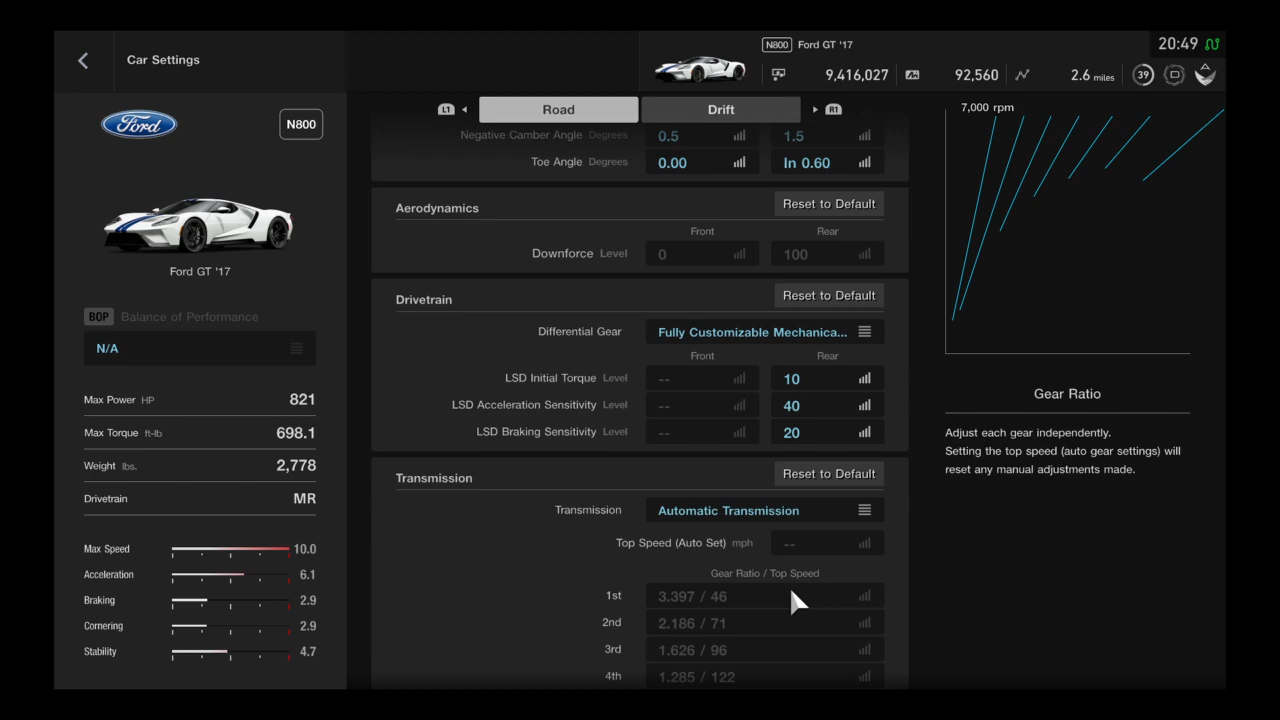 Car Settings
N800 Ford GT '17
20:49
9,416,027
92,560
2.6 miles
39
Ford
N800
Ford GT '17
BOP Balance of Performance
N/A
Max Power HP 821
Max Torque ft-lb 698.1
Weight lbs. 2,778
Drivetrain MR
Max Speed 10.0
Acceleration 6.1
Braking 2.9
Cornering 2.9
Stability 4.7
L1 Road Drift R1
Negative Camber Angle Degrees 0.5 1.5
Toe Angle Degrees 0.00 In 0.60
Aerodynamics Reset to Default
Front Rear
Downforce Level 0 100
Drivetrain Reset to Default
Differential Gear Fully Customizable Mechanica...
Front Rear
LSD Initial Torque Level -- 10
LSD Acceleration Sensitivity Level -- 40
LSD Braking Sensitivity Level -- 20
Transmission Reset to Default
Transmission Automatic Transmission
Top Speed (Auto Set) mph --
Gear Ratio / Top Speed
1st 3.397 / 46
2nd 2.186 / 71
3rd 1.626 / 96
4th 1.285 / 122
7,000 rpm
Gear Ratio
Adjust each gear independently.
Setting the top speed (auto gear settings) will
reset any manual adjustments made.